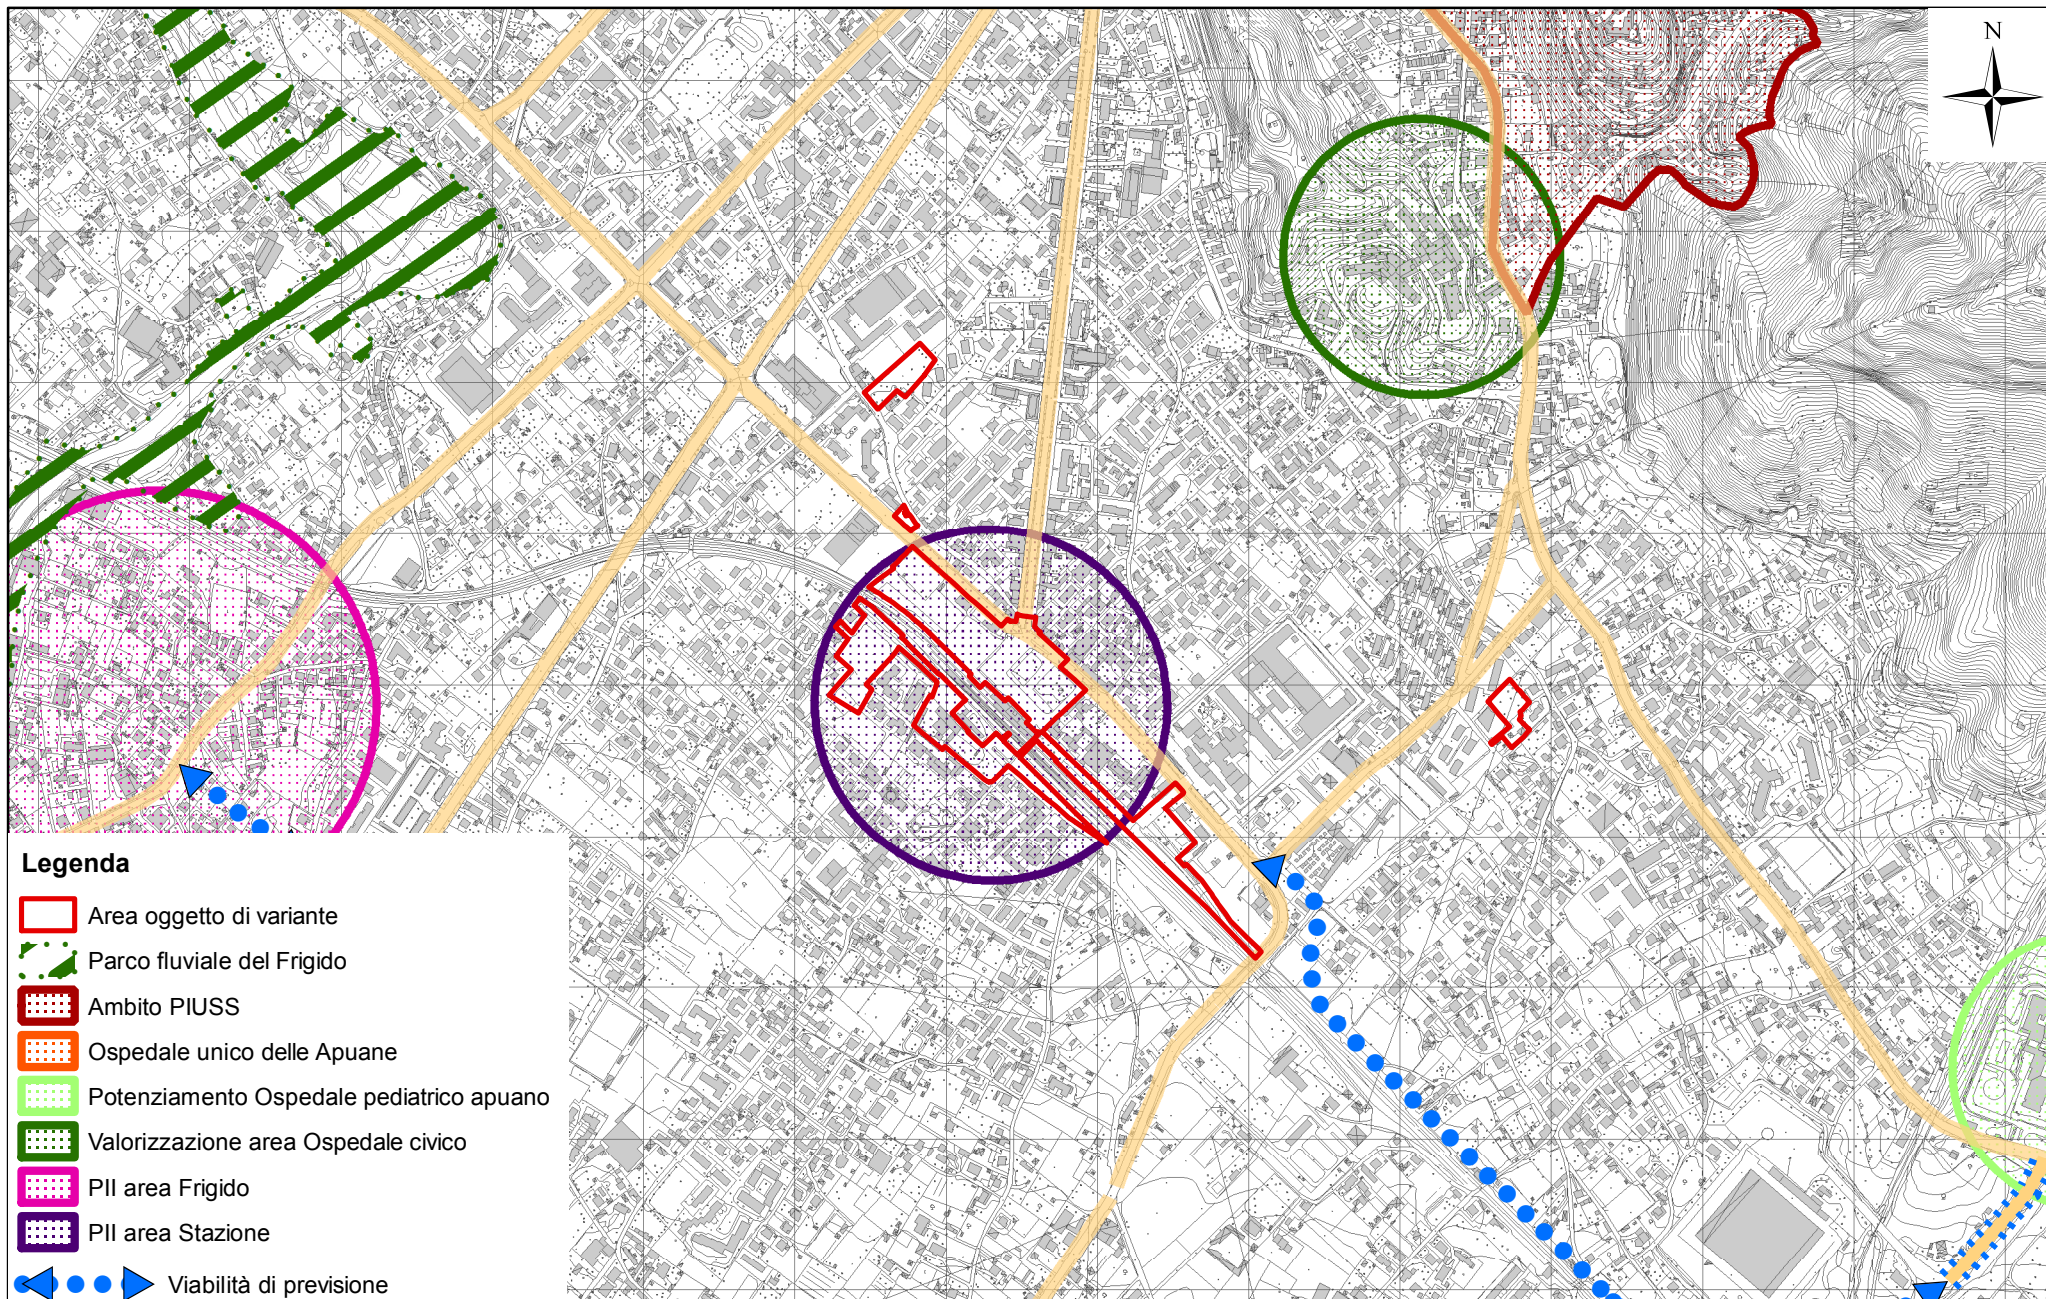 N
Legenda
Area oggetto di variante
Parco fluviale del Frigido
Ambito PIUSS
Ospedale unico delle Apuane
Potenziamento Ospedale pediatrico apuano
Valorizzazione area Ospedale civico
PII area Frigido
PII area Stazione
Viabilità di previsione